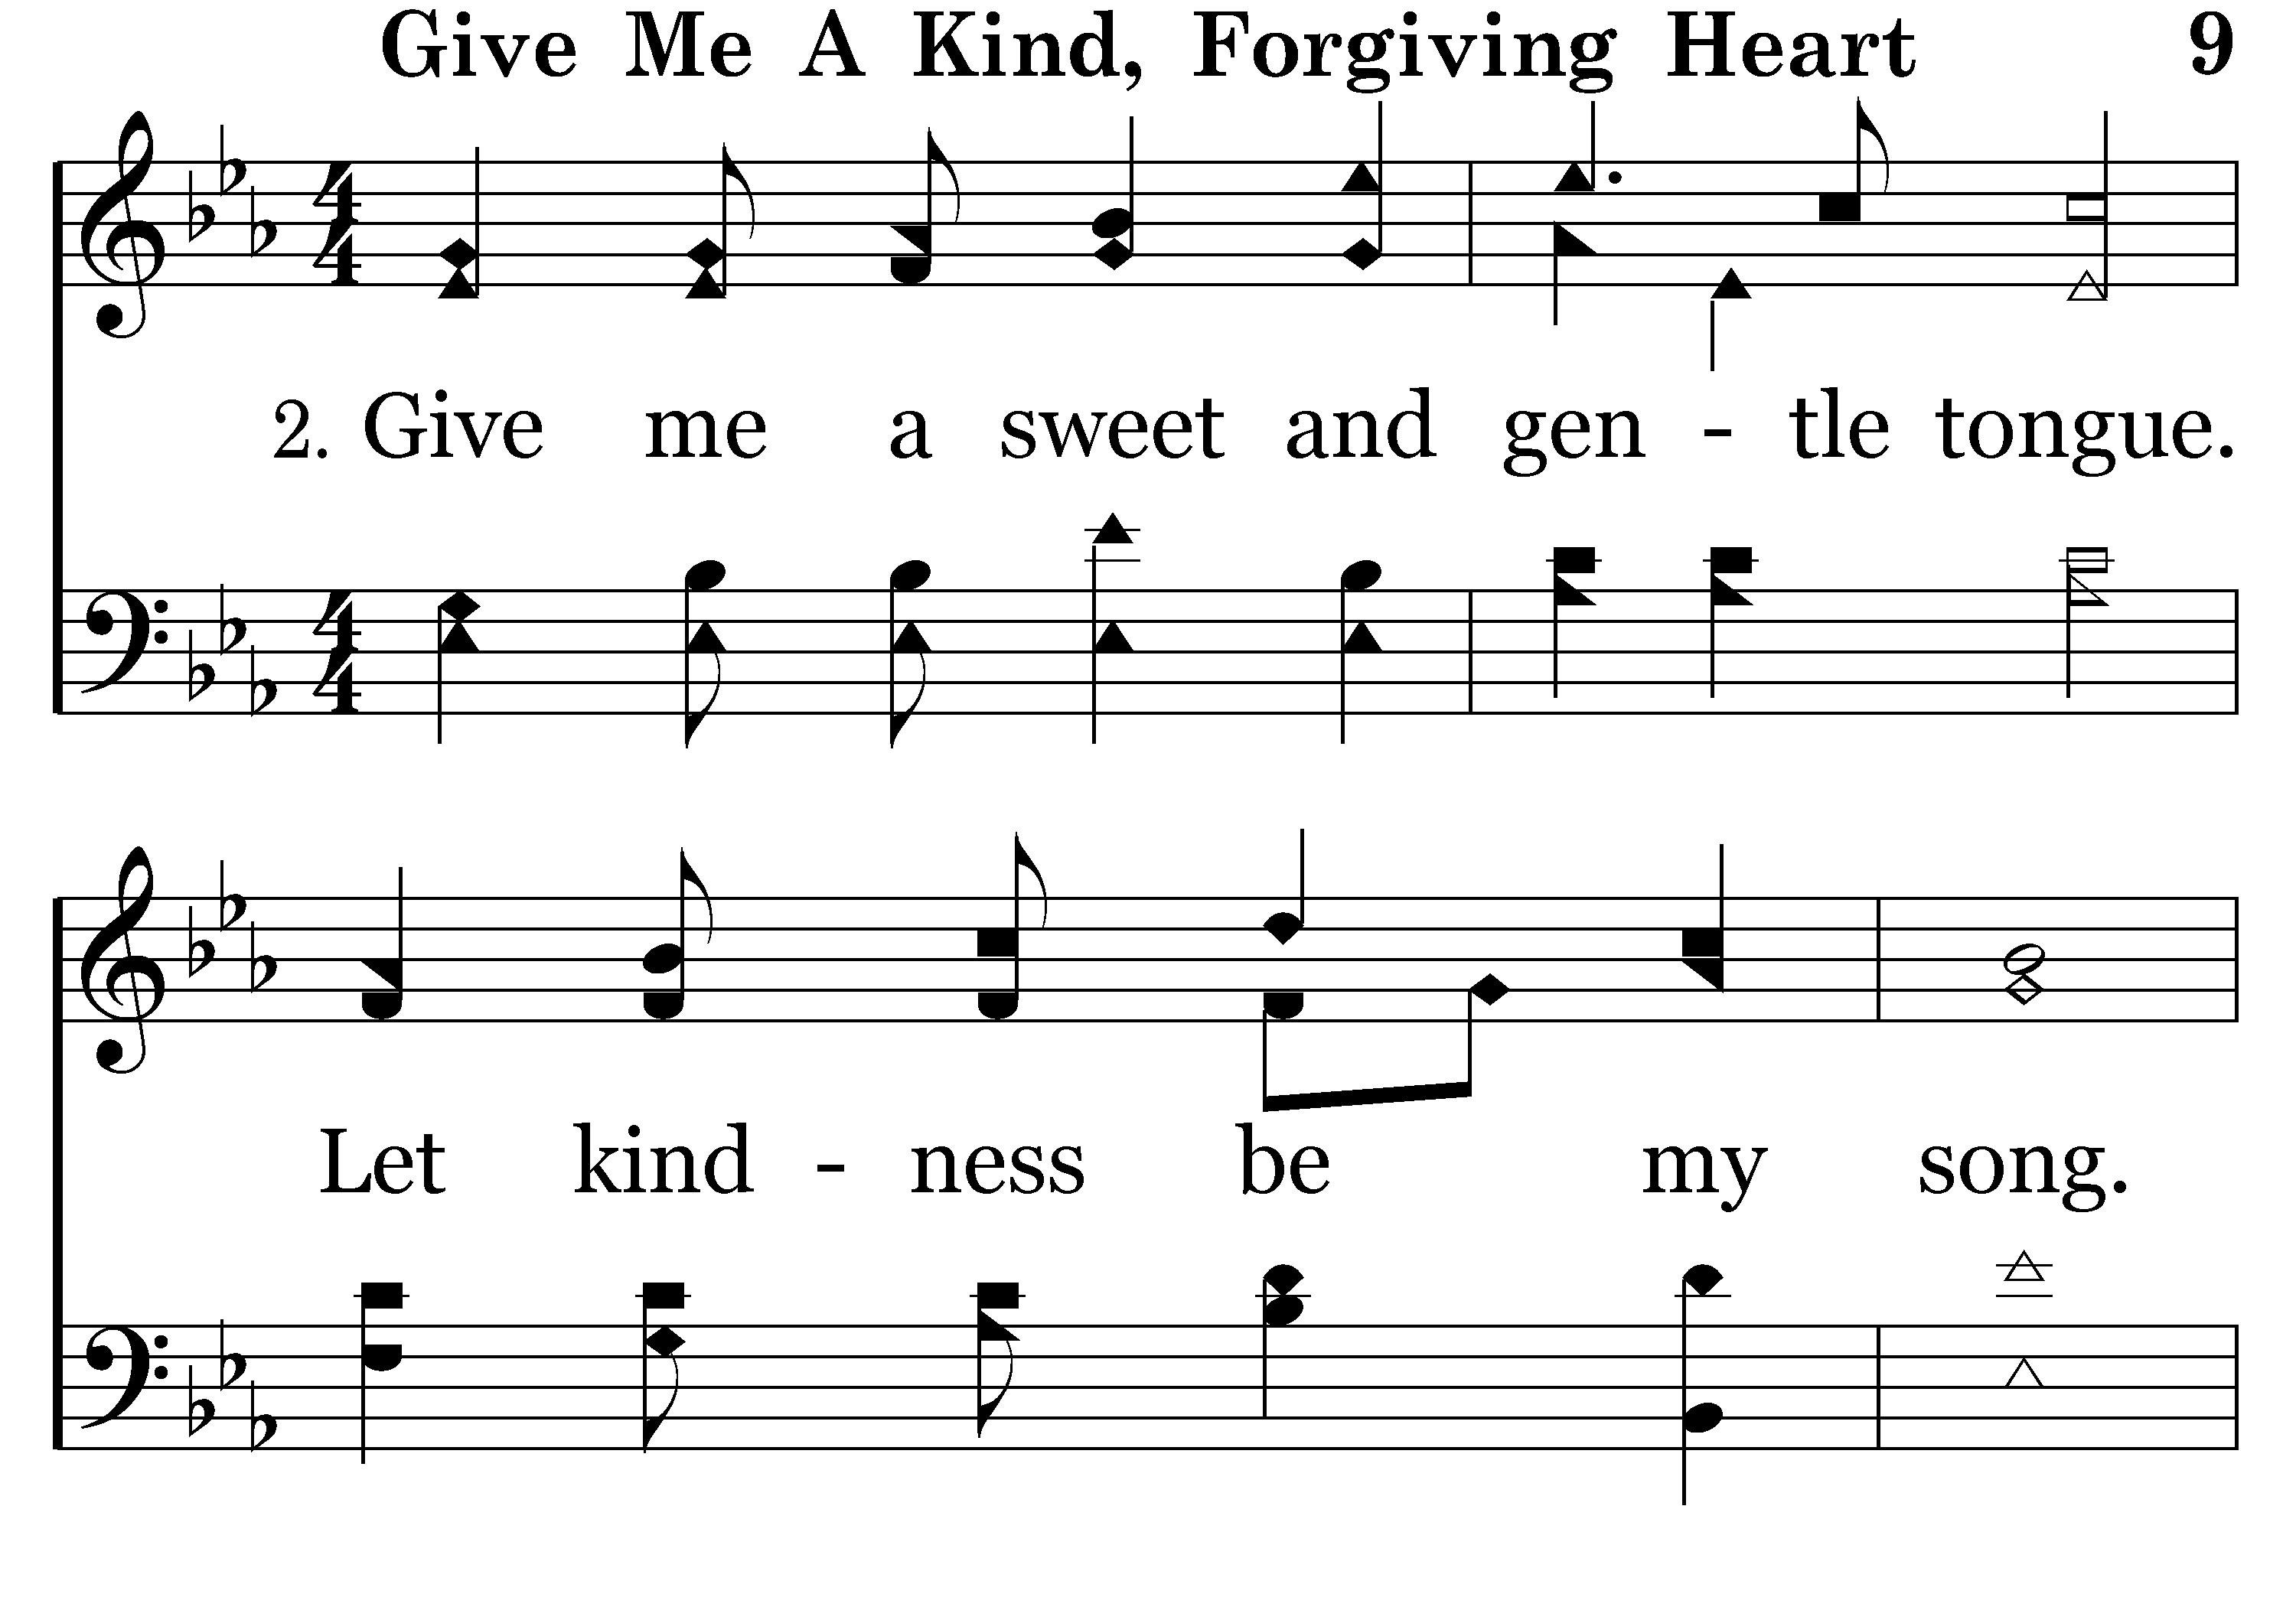 Give Me A Kind, Forgiving Heart 9
2. Give me a sweet and gen - tle tongue.
Let kind - ness be my song.